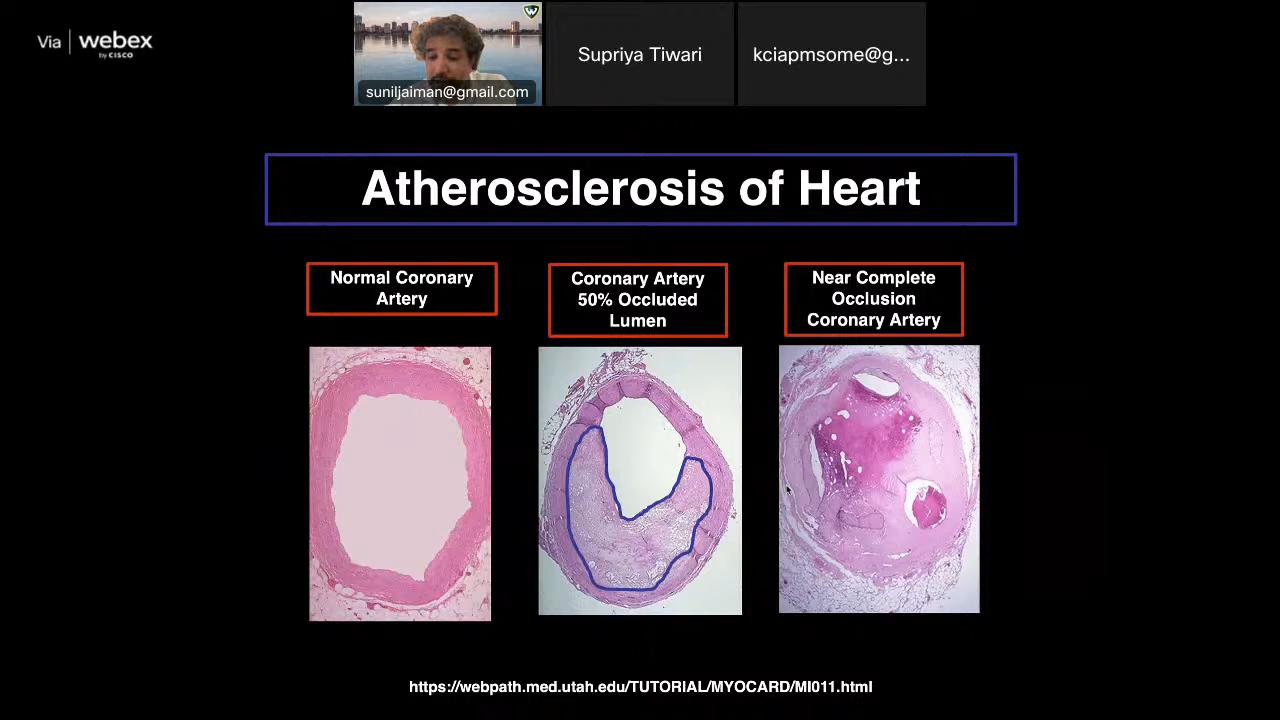 Via webex
by CISCO
suniljaiman@gmail.com
Supriya Tiwari
kciapmsome@g...
Atherosclerosis of Heart
Normal Coronary
Artery
Coronary Artery
50% Occluded
Lumen
Near Complete
Occlusion
Coronary Artery
https://webpath.med.utah.edu/TUTORIAL/MYOCARD/MI011.html